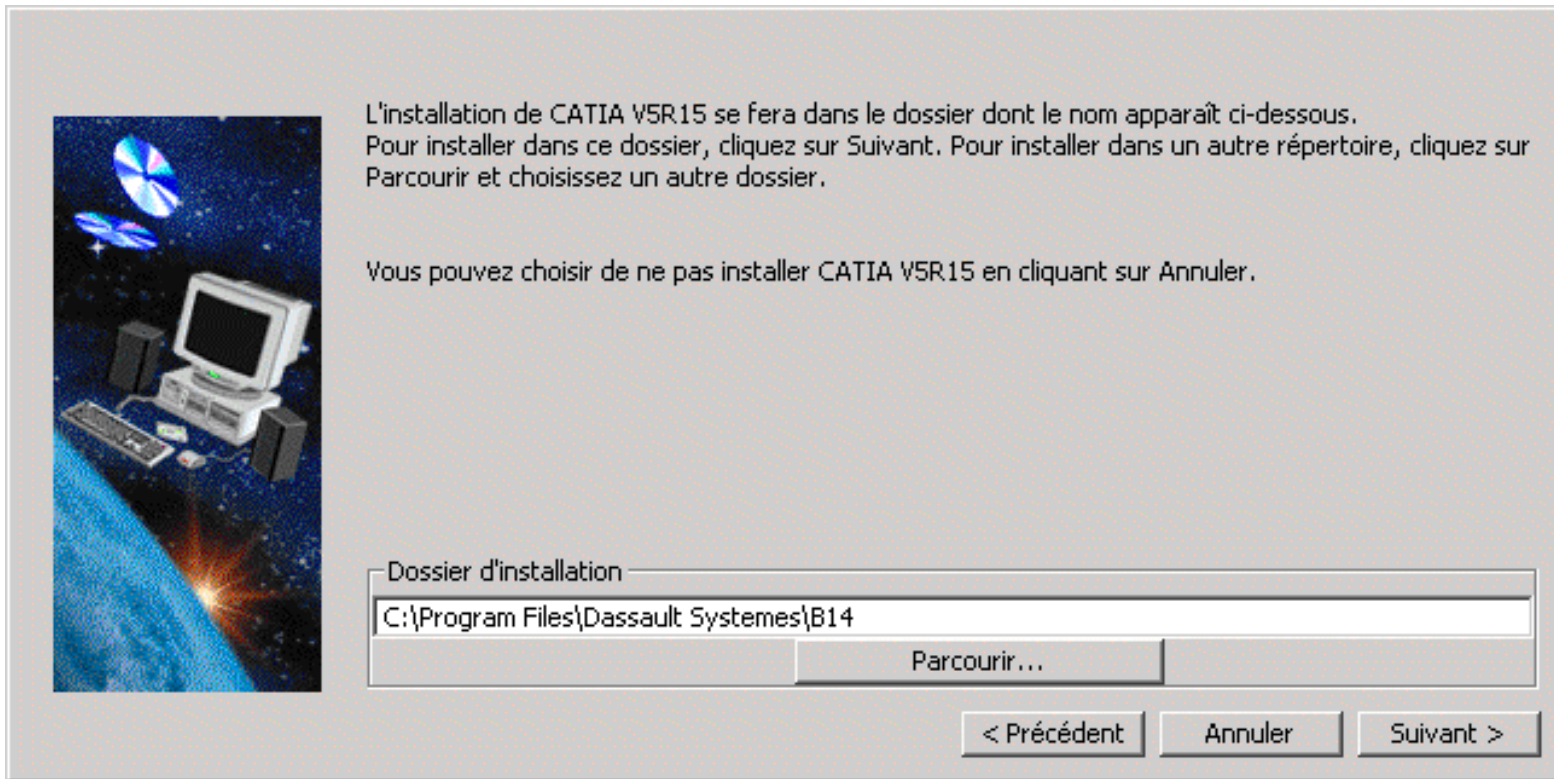 L'installation de CATIA V5R15 se fera dans le dossier dont le nom apparaît ci-dessous.
Pour installer dans ce dossier, cliquez sur Suivant. Pour installer dans un autre répertoire, cliquez sur
Parcourir et choisissez un autre dossier.
Vous pouvez choisir de ne pas installer CATIA V5R15 en cliquant sur Annuler.
Dossier d'installation
C:\Program Files\Dassault Systemes\B14
Parcourir...
< Précédent Annuler Suivant >